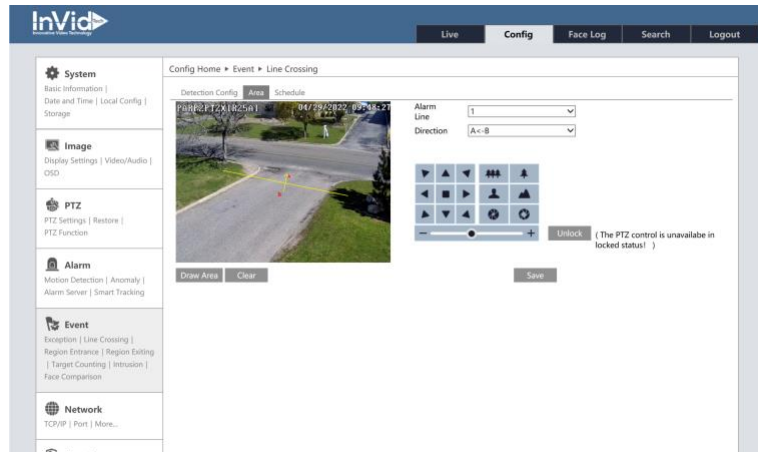 InVid
Innovative Video Technology
Live Config Face Log Search Logout
System
Basic Information |
Date and Time | Local Config |
Storage
Image
Display Settings | Video/Audio |
OSD
PTZ
PTZ Settings | Restore |
PTZ Function
Alarm
Motion Detection | Anomaly |
Alarm Server | Smart Tracking
Event
Exception | Line Crossing |
Region Entrance | Region Exiting
| Target Counting | Intrusion |
Face Comparison
Network
TCP/IP | Port | More...
Config Home ▸ Event ▸ Line Crossing
Detection Config Area Schedule
04/29/2022 09:48:27
Alarm Line 1
Direction A<-B
Unlock ( The PTZ control is unavailabe in
locked status! )
Draw Area Clear Save